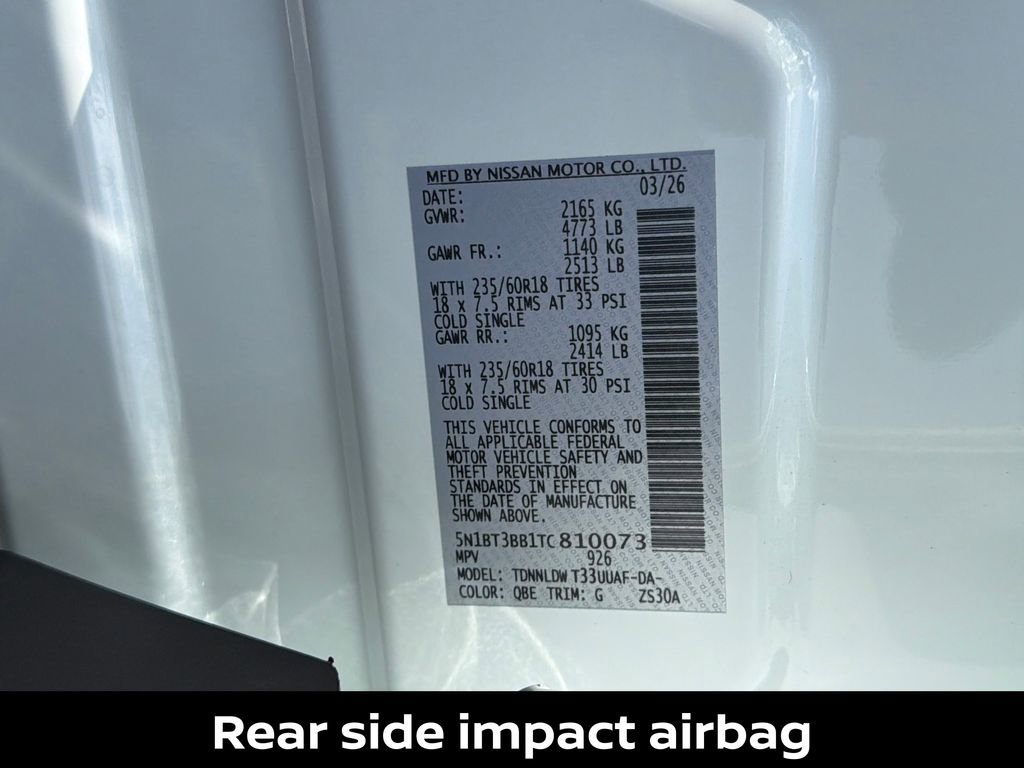 MFD BY NISSAN MOTOR CO., LTD.
DATE: 03/26
GVWR: 2165 KG
4773 LB
GAWR FR.: 1140 KG
2513 LB
WITH 235/60R18 TIRES
18 x 7.5 RIMS AT 33 PSI
COLD SINGLE
GAWR RR.: 1095 KG
2414 LB
WITH 235/60R18 TIRES
18 x 7.5 RIMS AT 30 PSI
COLD SINGLE
THIS VEHICLE CONFORMS TO
ALL APPLICABLE FEDERAL
MOTOR VEHICLE SAFETY AND
THEFT PREVENTION
STANDARDS IN EFFECT ON
THE DATE OF MANUFACTURE
SHOWN ABOVE.
5N1BT3BB1TC810073
MPV 926
MODEL: TDNNLDW T33UUAF-DA-
COLOR: QBE TRIM: G ZS30A
Rear side impact airbag